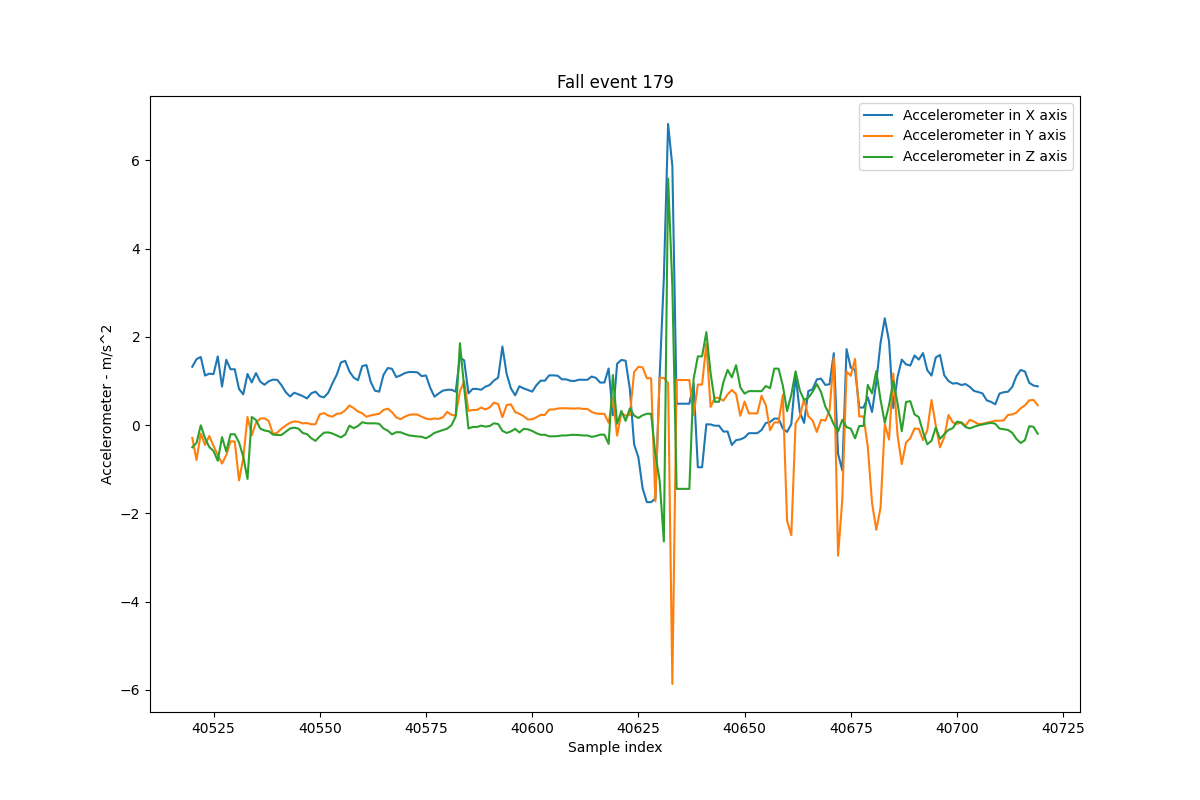 Fall event 179
Accelerometer in X axis
Accelerometer in Y axis
Accelerometer in Z axis
Accelerometer - m/s^2
6
4
2
0
−2
−4
−6
40525 40550 40575 40600 40625 40650 40675 40700 40725
Sample index